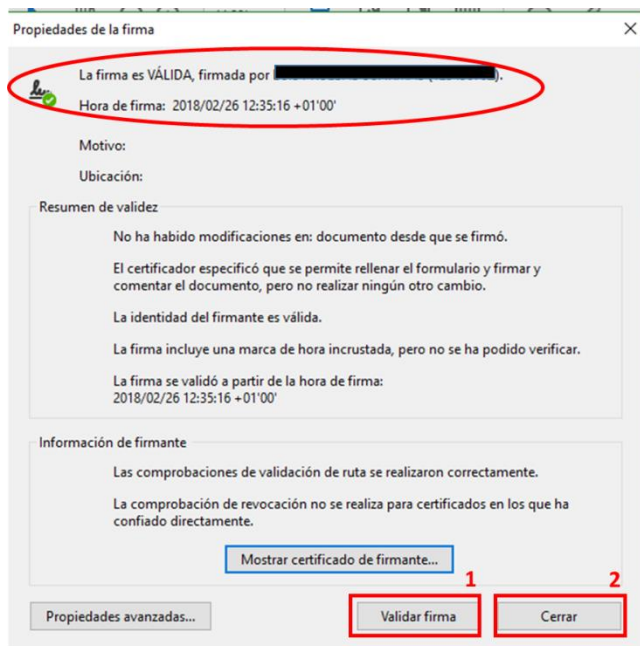 Propiedades de la firma
La firma es VÁLIDA, firmada por
Hora de firma: 2018/02/26 12:35:16 +01'00'
Motivo:
Ubicación:
Resumen de validez
No ha habido modificaciones en: documento desde que se firmó.
El certificador especificó que se permite rellenar el formulario y firmar y
comentar el documento, pero no realizar ningún otro cambio.
La identidad del firmante es válida.
La firma incluye una marca de hora incrustada, pero no se ha podido verificar.
La firma se validó a partir de la hora de firma:
2018/02/26 12:35:16 +01'00'
Información de firmante
Las comprobaciones de validación de ruta se realizaron correctamente.
La comprobación de revocación no se realiza para certificados en los que ha
confiado directamente.
Mostrar certificado de firmante...
1 2
Propiedades avanzadas... Validar firma Cerrar